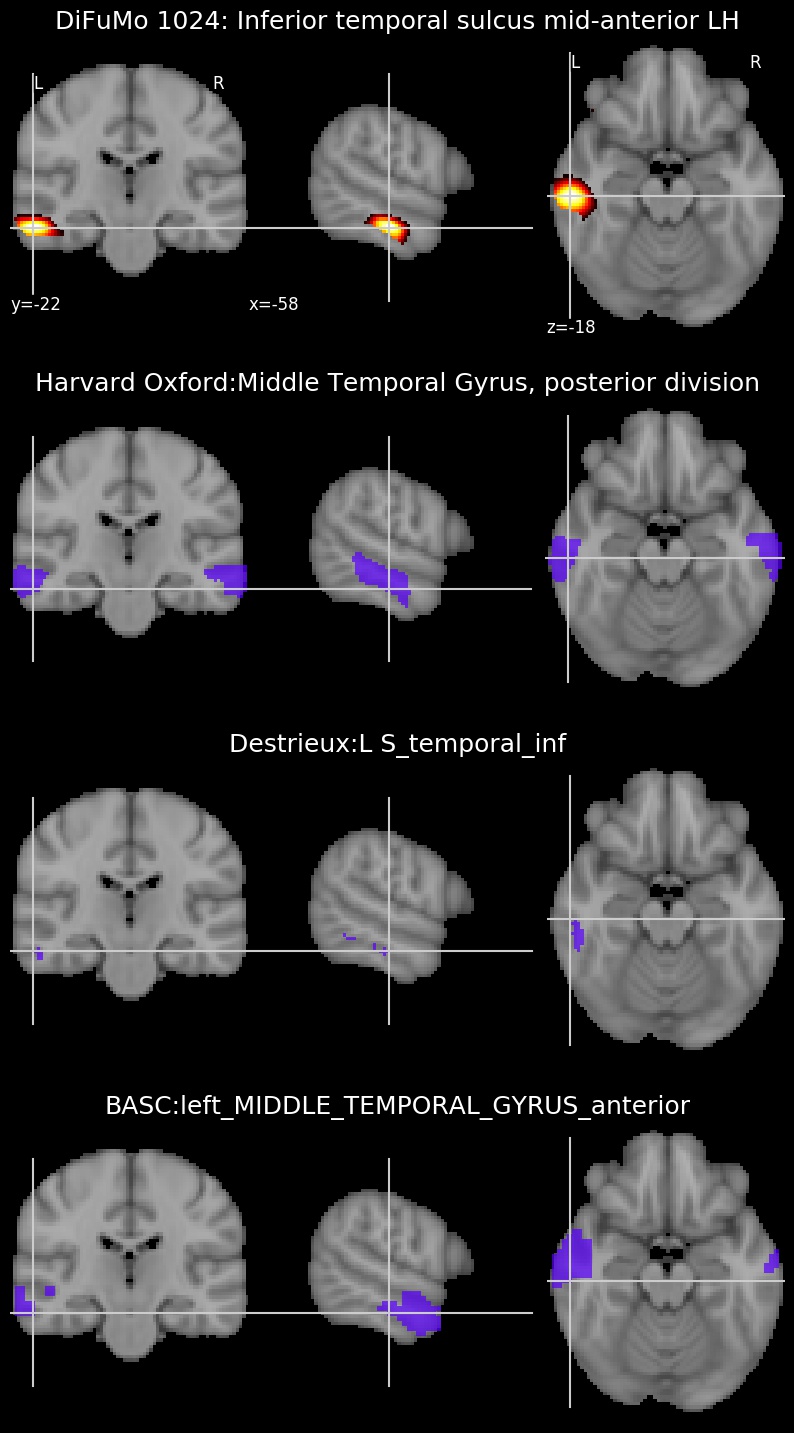 DiFuMo 1024: Inferior temporal sulcus mid-anterior LH
L R L R
y=-22 x=-58 z=-18
Harvard Oxford:Middle Temporal Gyrus, posterior division
Destrieux:L S_temporal_inf
BASC:left_MIDDLE_TEMPORAL_GYRUS_anterior